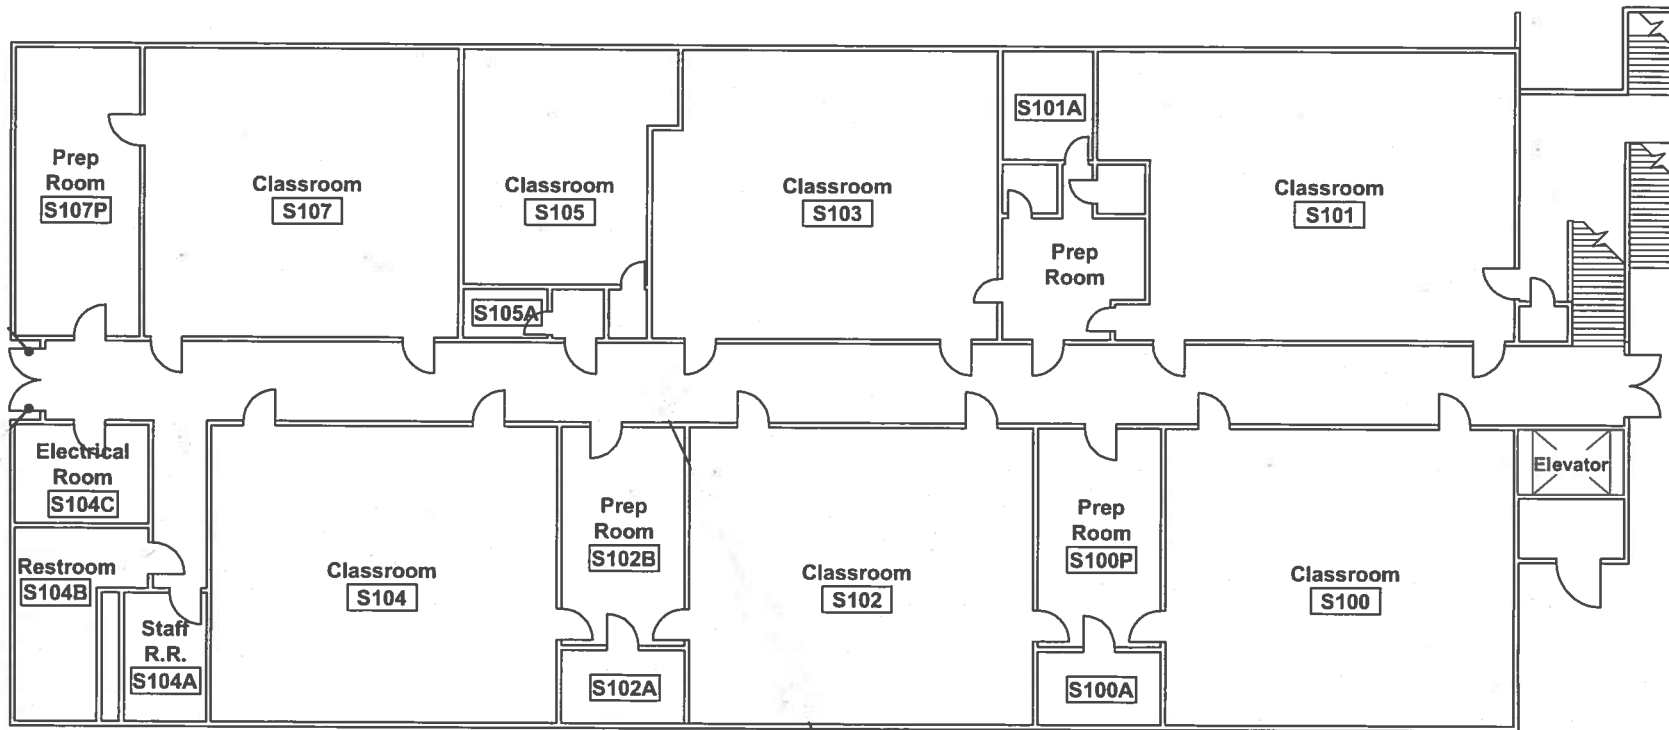 Prep
Room
S107P
Classroom
S107
Classroom
S105
S105A
Classroom
S103
S101A
Prep
Room
Classroom
S101
Electrical
Room
S104C
Restroom
S104B
Staff
R.R.
S104A
Classroom
S104
Prep
Room
S102B
S102A
Classroom
S102
Prep
Room
S100P
S100A
Classroom
S100
Elevator